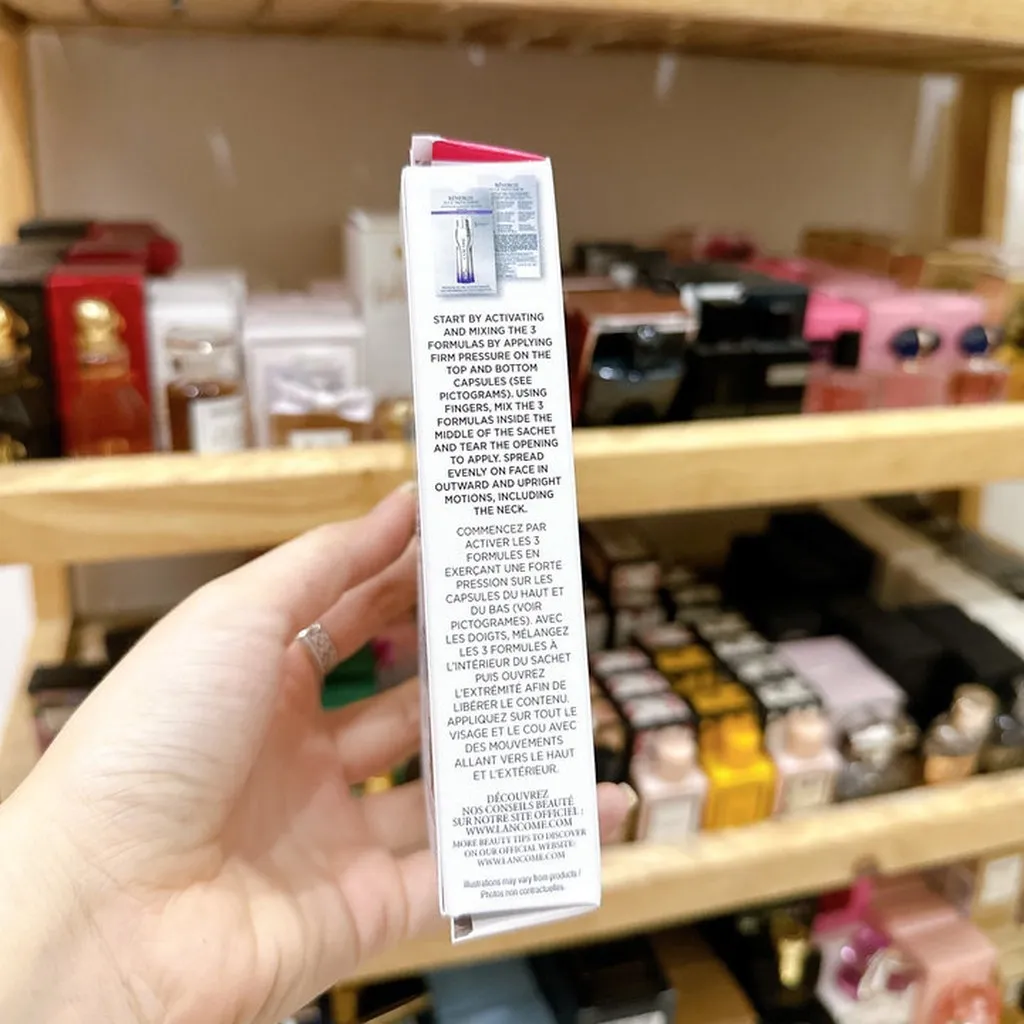 RÉNERGIE
START BY ACTIVATING
AND MIXING THE 3
FORMULAS BY APPLYING
FIRM PRESSURE ON THE
TOP AND BOTTOM
CAPSULES (SEE
PICTOGRAMS). USING
FINGERS, MIX THE 3
FORMULAS INSIDE THE
MIDDLE OF THE SACHET
AND TEAR THE OPENING
TO APPLY. SPREAD
EVENLY ON FACE IN
OUTWARD AND UPRIGHT
MOTIONS, INCLUDING
THE NECK.
COMMENCEZ PAR
ACTIVER LES 3
FORMULES EN
EXERÇANT UNE FORTE
PRESSION SUR LES
CAPSULES DU HAUT ET
DU BAS (VOIR
PICTOGRAMES). AVEC
LES DOIGTS, MÉLANGEZ
LES 3 FORMULES À
L'INTÉRIEUR DU SACHET
PUIS OUVREZ
L'EXTRÉMITÉ AFIN DE
LIBÉRER LE CONTENU.
APPLIQUEZ SUR TOUT LE
VISAGE ET LE COU AVEC
DES MOUVEMENTS
ALLANT VERS LE HAUT
ET L'EXTÉRIEUR.
DÉCOUVREZ
NOS CONSEILS BEAUTÉ
SUR NOTRE SITE OFFICIEL :
WWW.LANCOME.COM
MORE BEAUTY TIPS TO DISCOVER
ON OUR OFFICIAL WEBSITE:
WWW.LANCOME.COM
Illustrations may vary from products /
Photos non contractuelles.